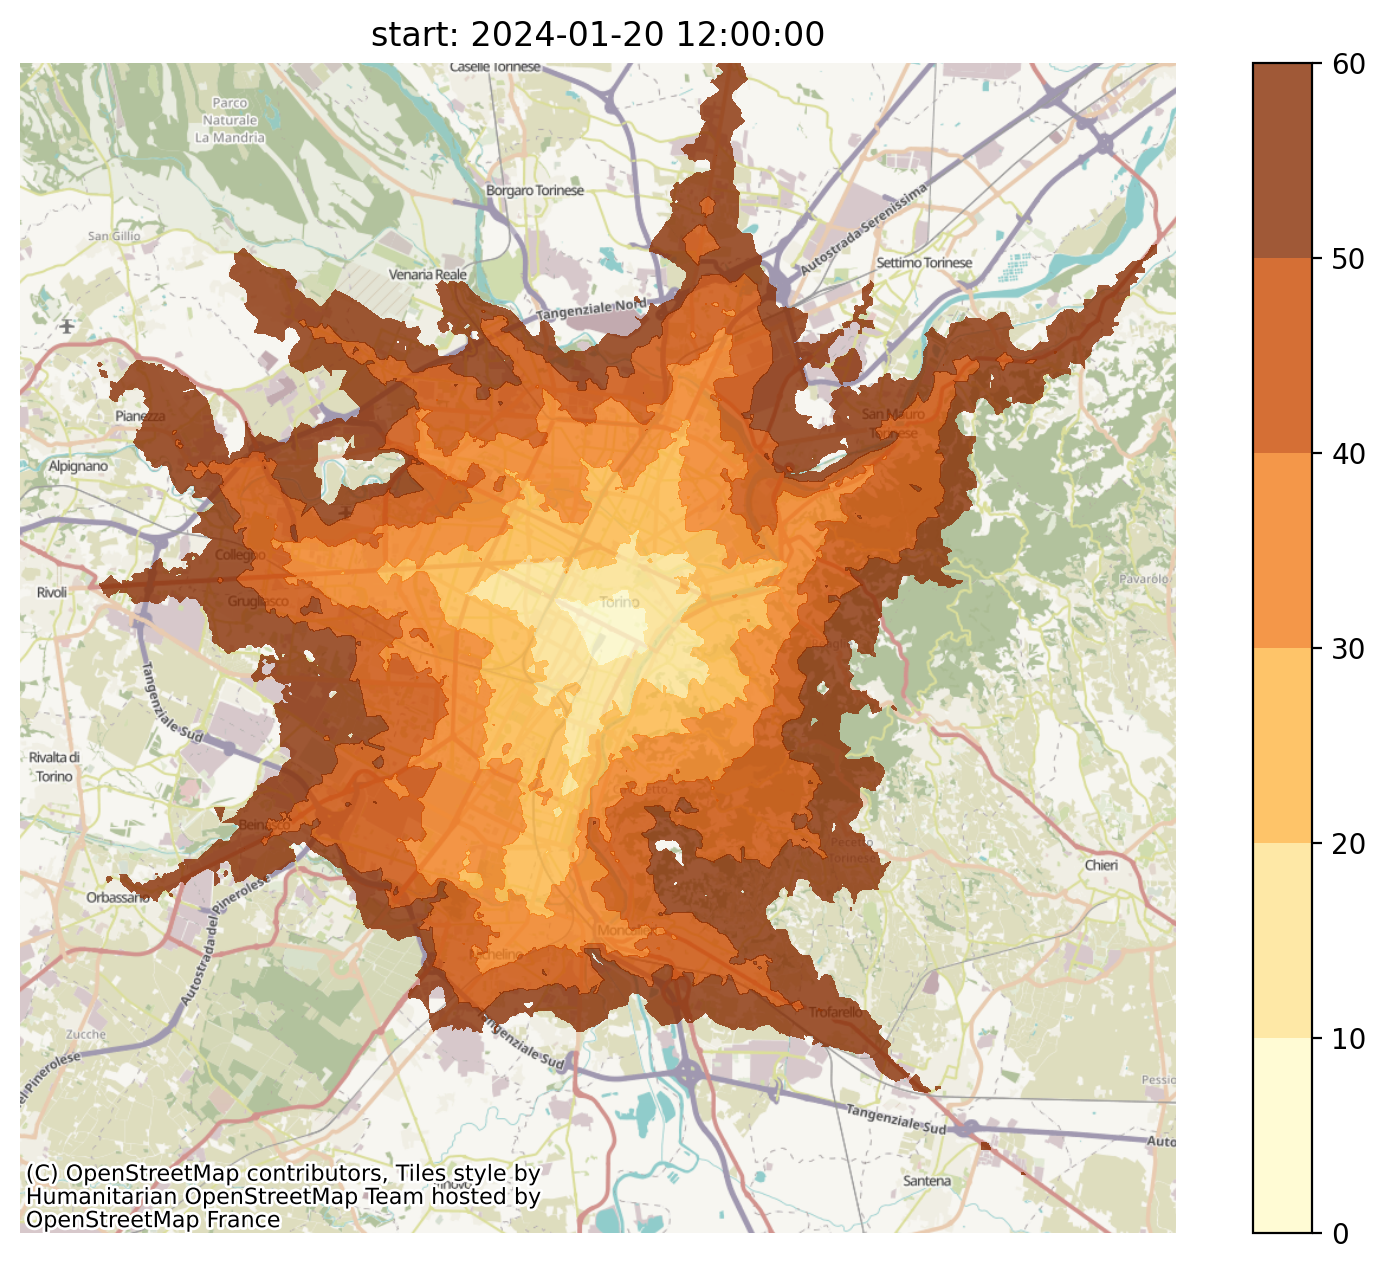 start: 2024-01-20 12:00:00
Caselle Torinese
Parco
Naturale
La Mandria
Borgaro Torinese
San Gillio
Venaria Reale
Autostrada Serenissima
Settimo Torinese
Tangenziale Nord
Pianezza
San Mauro
Torinese
Alpignano
Collegno
Rivoli
Grugliasco
Torino
Pavarolo
Tangenziale Sud
Rivalta di
Torino
Beinasco
Pecetto
Torinese
Chieri
Orbassano
Autostrada del Pinerolese
Moncalieri
Nichelino
Trofarello
Zucche
Tangenziale Sud
del Pinerolese
Pessio
Tangenziale Sud
Auto
Santena
(C) OpenStreetMap contributors, Tiles style by
Humanitarian OpenStreetMap Team hosted by
OpenStreetMap France
60
50
40
30
20
10
0